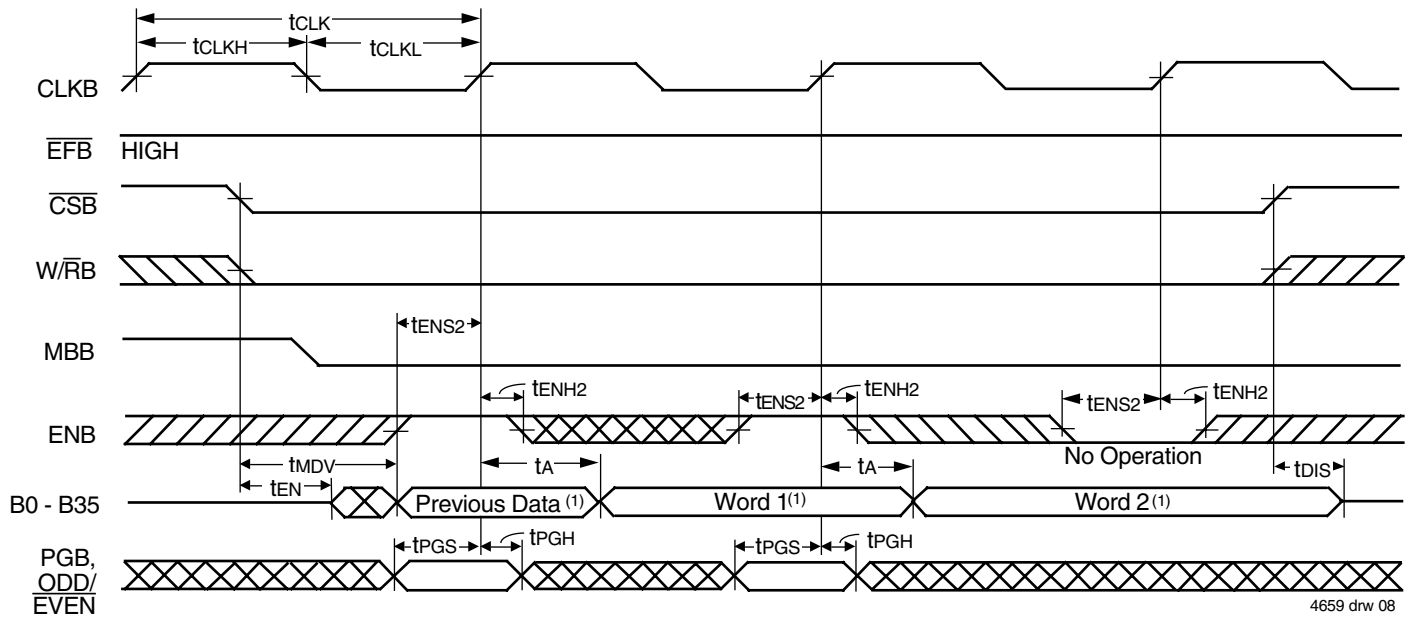 tCLK
tCLKH
tCLKL
CLKB
EFB
HIGH
CSB
W/RB
tENS2
MBB
tENH2
tENS2
tENH2
tENS2
tENH2
ENB
No Operation
tMDV
tA
tA
tDIS
tEN
B0 - B35
Previous Data (1)
Word 1(1)
Word 2 (1)
tPGS
tPGH
tPGS
tPGH
PGB,
ODD/
EVEN
4659 drw 08